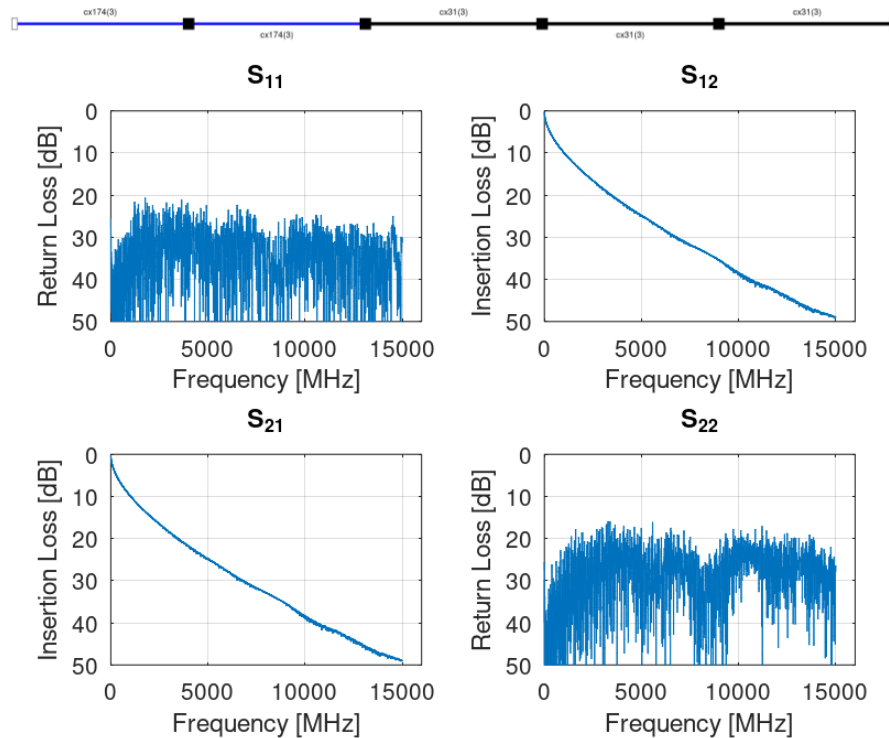 cx174(3)
cx174(3)
cx31(3)
cx31(3)
cx31(3)
S11
Return Loss [dB]
0
10
20
30
40
50
0 5000 10000 15000
Frequency [MHz]
S12
Insertion Loss [dB]
0
10
20
30
40
50
0 5000 10000 15000
Frequency [MHz]
S21
Insertion Loss [dB]
0
10
20
30
40
50
0 5000 10000 15000
Frequency [MHz]
S22
Return Loss [dB]
0
10
20
30
40
50
0 5000 10000 15000
Frequency [MHz]